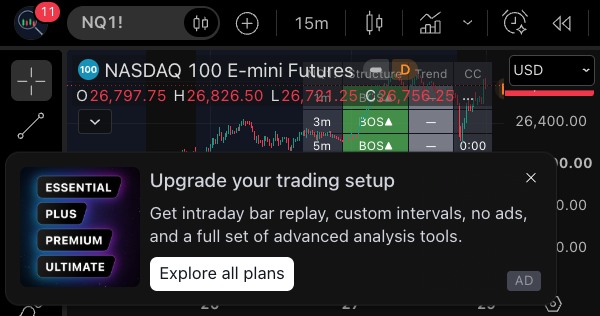 11
NQ1!
15m
100 NASDAQ 100 E-mini Futures D
Structure Trend CC
USD
O26,797.75 H26,826.50 L26,721.25 C26,756.25 ...
3m BOS▲ — 
5m BOS▲ — 0:00
26,400.00
Upgrade your trading setup
Get intraday bar replay, custom intervals, no ads,
and a full set of advanced analysis tools.
Explore all plans
AD
ESSENTIAL
PLUS
PREMIUM
ULTIMATE